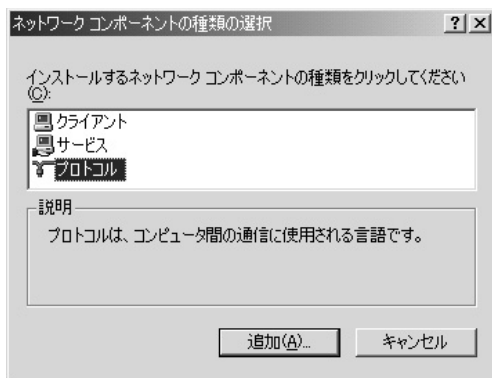 ネットワーク コンポーネントの種類の選択
インストールするネットワーク コンポーネントの種類をクリックしてください
(C):
クライアント
サービス
プロトコル
説明
プロトコルは、コンピュータ間の通信に使用される言語です。
追加(A)...
キャンセル